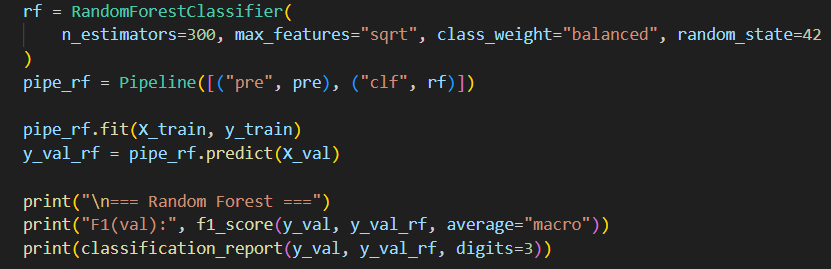 rf = RandomForestClassifier(
    n_estimators=300, max_features="sqrt", class_weight="balanced", random_state=42
)
pipe_rf = Pipeline([("pre", pre), ("clf", rf)])

pipe_rf.fit(X_train, y_train)
y_val_rf = pipe_rf.predict(X_val)

print("\n=== Random Forest ===")
print("F1(val):", f1_score(y_val, y_val_rf, average="macro"))
print(classification_report(y_val, y_val_rf, digits=3))